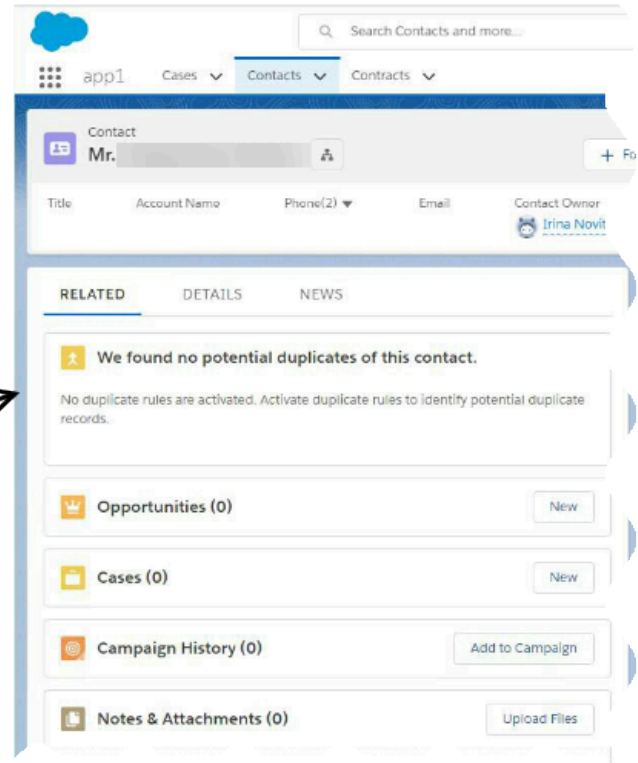 Search Contacts and more...
app1 Cases Contacts Contracts
Contact
Mr.
+ Fo
Title Account Name Phone(2) Email Contact Owner
Irina Novit
RELATED DETAILS NEWS
We found no potential duplicates of this contact.
No duplicate rules are activated. Activate duplicate rules to identify potential duplicate
records.
Opportunities (0) New
Cases (0) New
Campaign History (0) Add to Campaign
Notes & Attachments (0) Upload Files